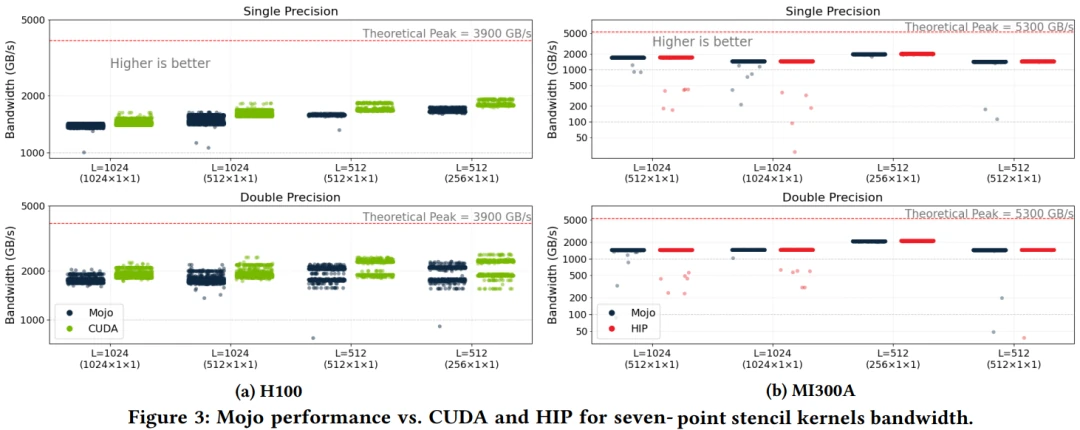 Single Precision
5000
2000
1000
Bandwidth (GB/s)
Theoretical Peak = 3900 GB/s
Higher is better
L=1024 L=1024 L=512 L=512
(1024×1×1) (512×1×1) (512×1×1) (256×1×1)
Double Precision
5000
2000
1000
Bandwidth (GB/s)
Theoretical Peak = 3900 GB/s
Mojo
CUDA
L=1024 L=1024 L=512 L=512
(1024×1×1) (512×1×1) (512×1×1) (256×1×1)
(a) H100
Single Precision
5000
2000
1000
500
200
100
50
Bandwidth (GB/s)
Theoretical Peak = 5300 GB/s
Higher is better
L=1024 L=1024 L=512 L=512
(512×1×1) (1024×1×1) (256×1×1) (512×1×1)
Double Precision
5000
2000
1000
500
200
100
50
Bandwidth (GB/s)
Theoretical Peak = 5300 GB/s
Mojo
HIP
L=1024 L=1024 L=512 L=512
(512×1×1) (1024×1×1) (256×1×1) (512×1×1)
(b) MI300A
Figure 3: Mojo performance vs. CUDA and HIP for seven-point stencil kernels bandwidth.